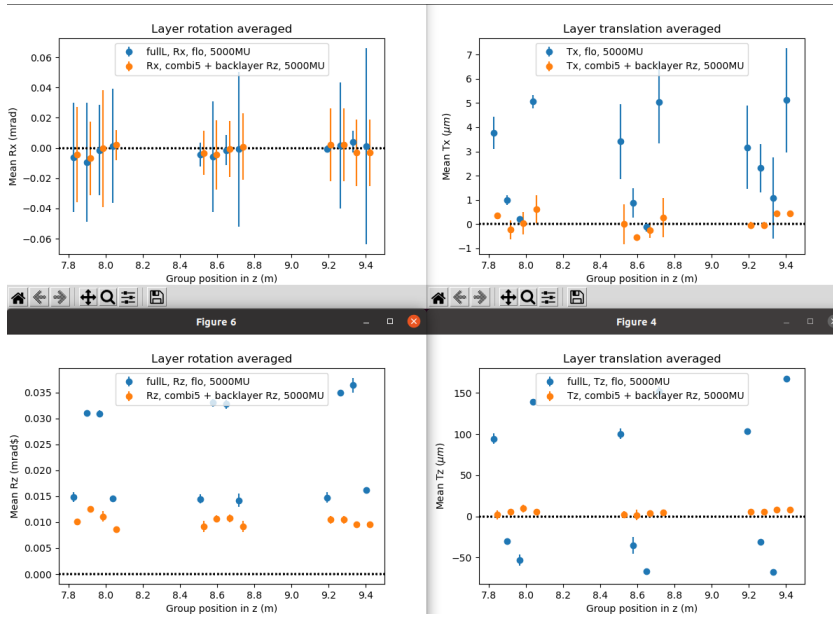 Layer rotation averaged
fullL, Rx, flo, 5000MU
Rx, combi5 + backlayer Rz, 5000MU
Mean Rx (mrad)
0.06
0.04
0.02
0.00
−0.02
−0.04
−0.06
7.8 8.0 8.2 8.4 8.6 8.8 9.0 9.2 9.4
Group position in z (m)
Layer translation averaged
Tx, flo, 5000MU
Tx, combi5 + backlayer Rz, 5000MU
Mean Tx (μm)
7
6
5
4
3
2
1
0
−1
7.8 8.0 8.2 8.4 8.6 8.8 9.0 9.2 9.4
Group position in z (m)
Figure 6
Layer rotation averaged
fullL, Rz, flo, 5000MU
Rz, combi5 + backlayer Rz, 5000MU
Mean Rz (mrad$)
0.035
0.030
0.025
0.020
0.015
0.010
0.005
0.000
7.8 8.0 8.2 8.4 8.6 8.8 9.0 9.2 9.4
Group position in z (m)
Figure 4
Layer translation averaged
fullL, Tz, flo, 5000MU
Tz, combi5 + backlayer Rz, 5000MU
Mean Tz (μm)
150
100
50
0
−50
7.8 8.0 8.2 8.4 8.6 8.8 9.0 9.2 9.4
Group position in z (m)